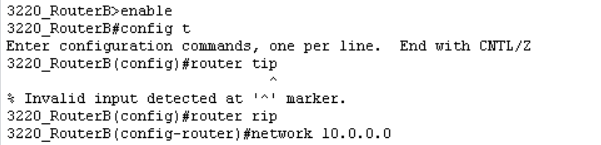 3220_RouterB>enable
3220_RouterB#config t
Enter configuration commands, one per line.  End with CNTL/Z
3220_RouterB(config)#router tip
^
% Invalid input detected at '^' marker.
3220_RouterB(config)#router rip
3220_RouterB(config-router)#network 10.0.0.0